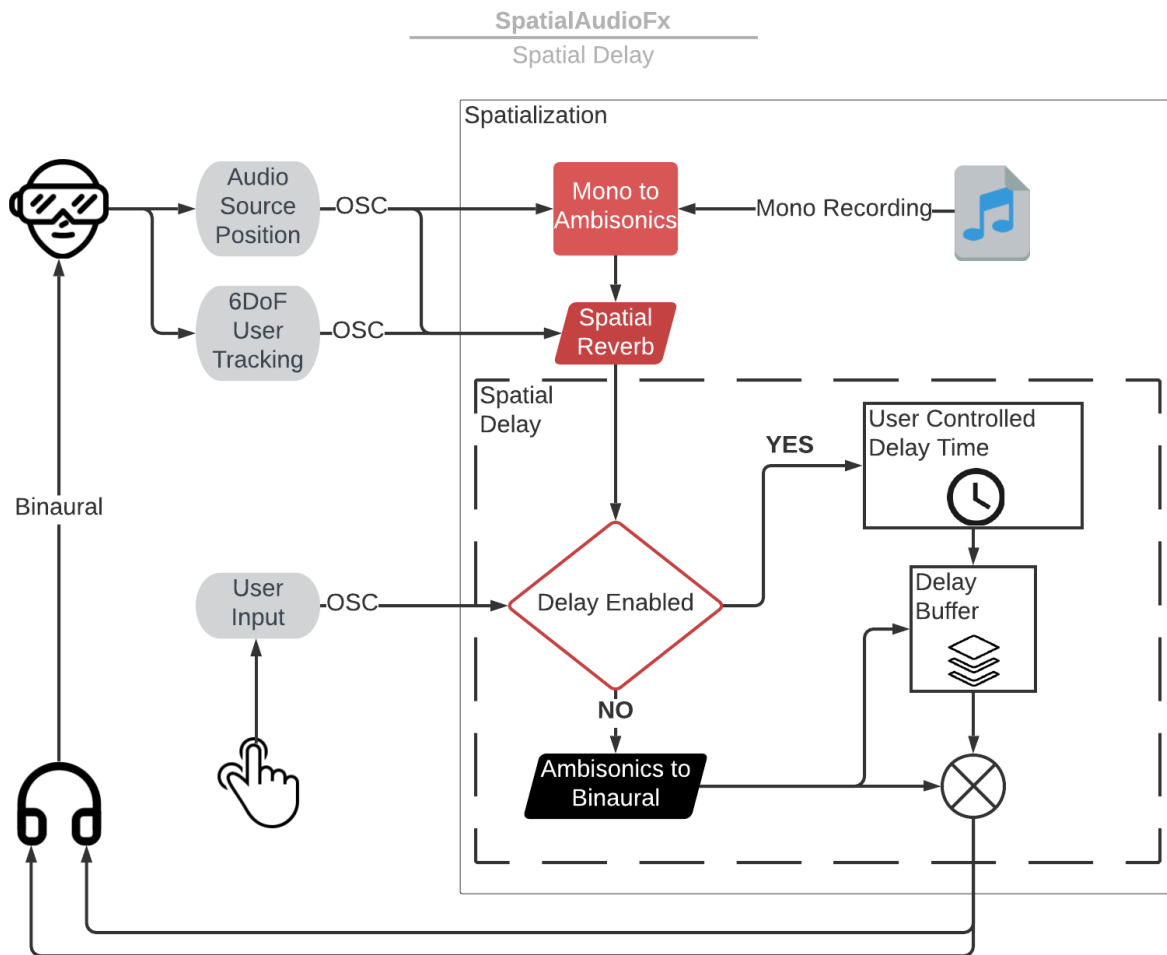 SpatialAudioFx
Spatial Delay
Spatialization
Audio
Source
Position
OSC
Mono to
Ambisonics
Mono Recording
6DoF
User
Tracking
OSC
Spatial
Reverb
Spatial
Delay
User Controlled
Delay Time
YES
Binaural
User
Input
OSC
Delay Enabled
Delay
Buffer
NO
Ambisonics to
Binaural